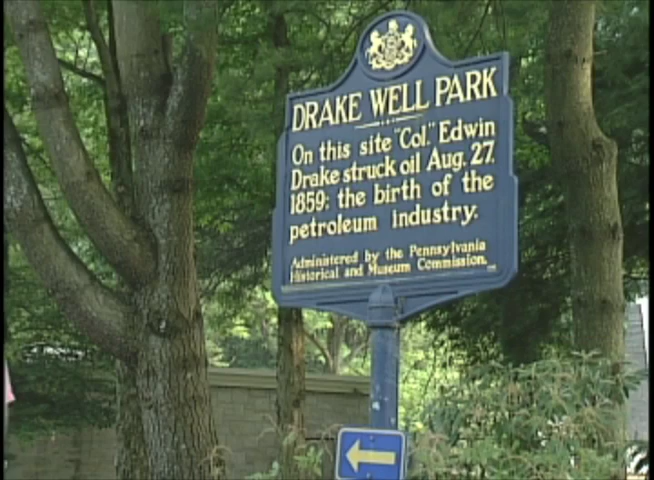 DRAKE WELL PARK
On this site "Col." Edwin
Drake struck oil Aug. 27,
1859: the birth of the
petroleum industry.
Administered by the Pennsylvania
Historical and Museum Commission.